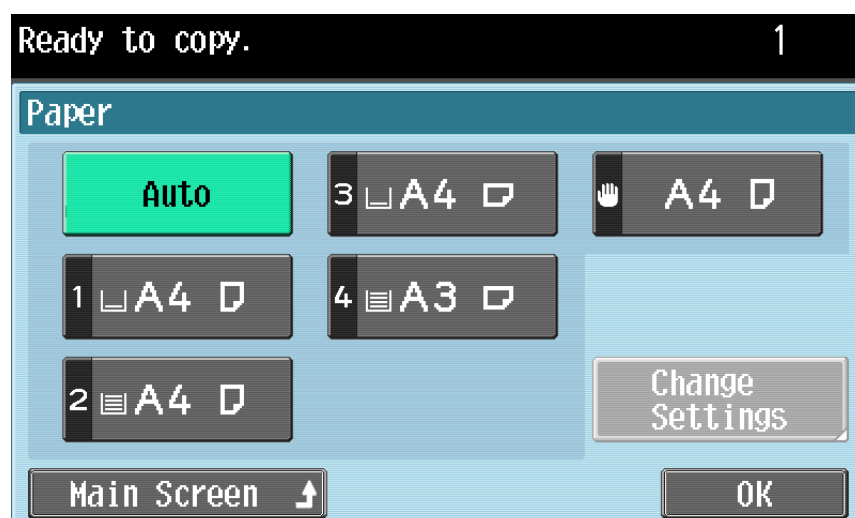 Ready to copy. 1
Paper
Auto
3 A4
A4
1 A4
4 A3
2 A4
Change
Settings
Main Screen
OK